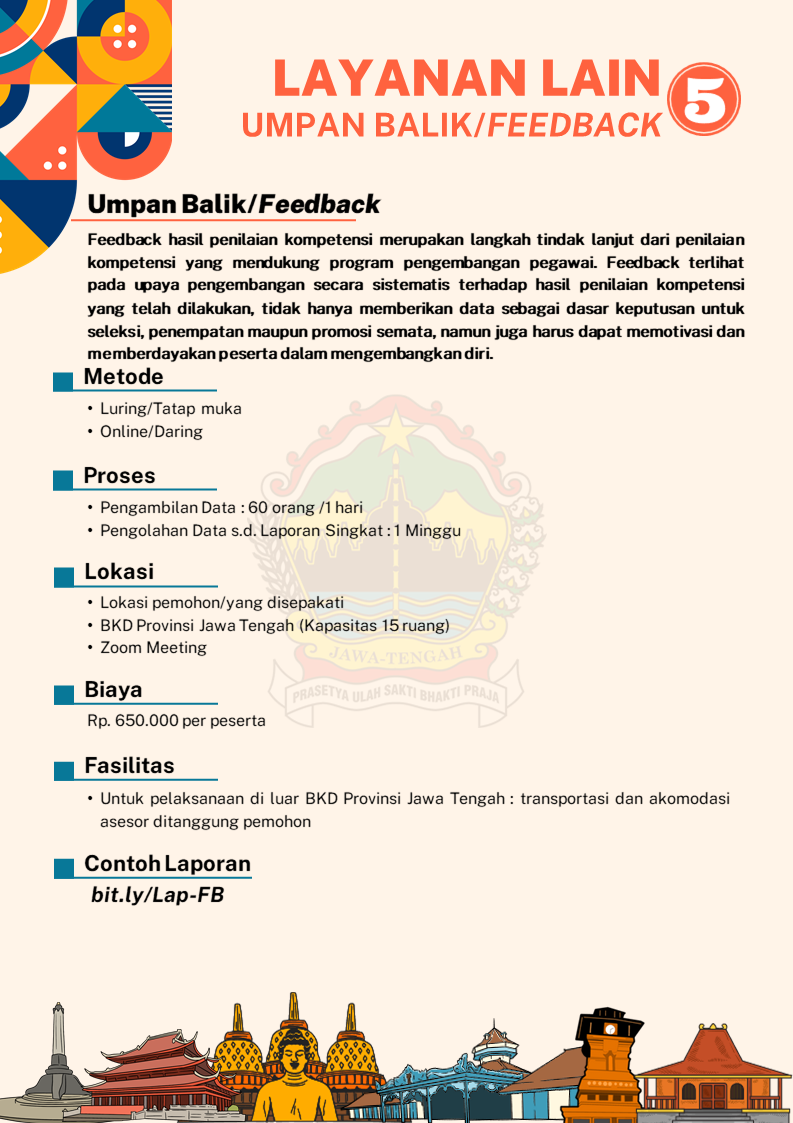 LAYANAN LAIN
5
UMPAN BALIK/FEEDBACK
Umpan Balik/Feedback
Feedback hasil penilaian kompetensi merupakan langkah tindak lanjut dari penilaian
kompetensi yang mendukung program pengembangan pegawai. Feedback terlihat
pada upaya pengembangan secara sistematis terhadap hasil penilaian kompetensi
yang telah dilakukan, tidak hanya memberikan data sebagai dasar keputusan untuk
seleksi, penempatan maupun promosi semata, namun juga harus dapat memotivasi dan
memberdayakan peserta dalam mengembangkan diri.
Metode
• Luring/Tatap muka
• Online/Daring
Proses
• Pengambilan Data : 60 orang /1 hari
• Pengolahan Data s.d. Laporan Singkat : 1 Minggu
Lokasi
• Lokasi pemohon/yang disepakati
• BKD Provinsi Jawa Tengah (Kapasitas 15 ruang)
• Zoom Meeting
JAWA-TENGAH
PRASETYA ULAH SAKTI BHAKTI PRAJA
Biaya
Rp. 650.000 per peserta
Fasilitas
• Untuk pelaksanaan di luar BKD Provinsi Jawa Tengah : transportasi dan akomodasi
asesor ditanggung pemohon
Contoh Laporan
bit.ly/Lap-FB